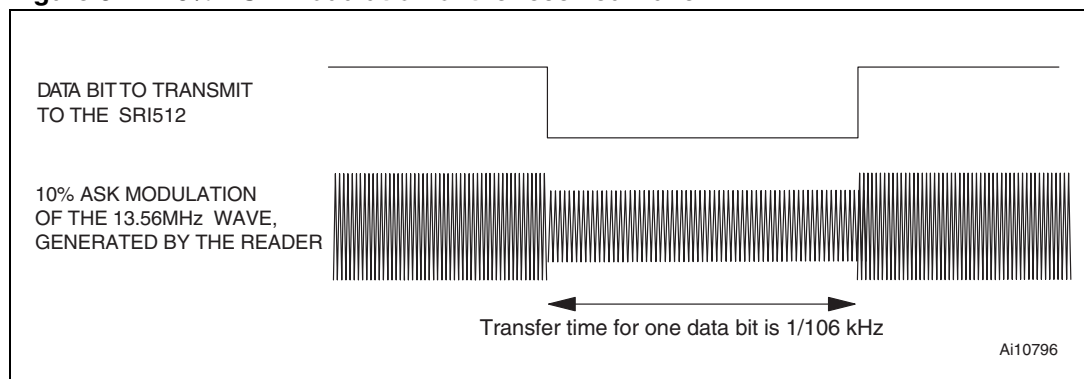 DATA BIT TO TRANSMIT
TO THE SRI512
10% ASK MODULATION
OF THE 13.56MHz WAVE,
GENERATED BY THE READER
Transfer time for one data bit is 1/106 kHz
Ai10796